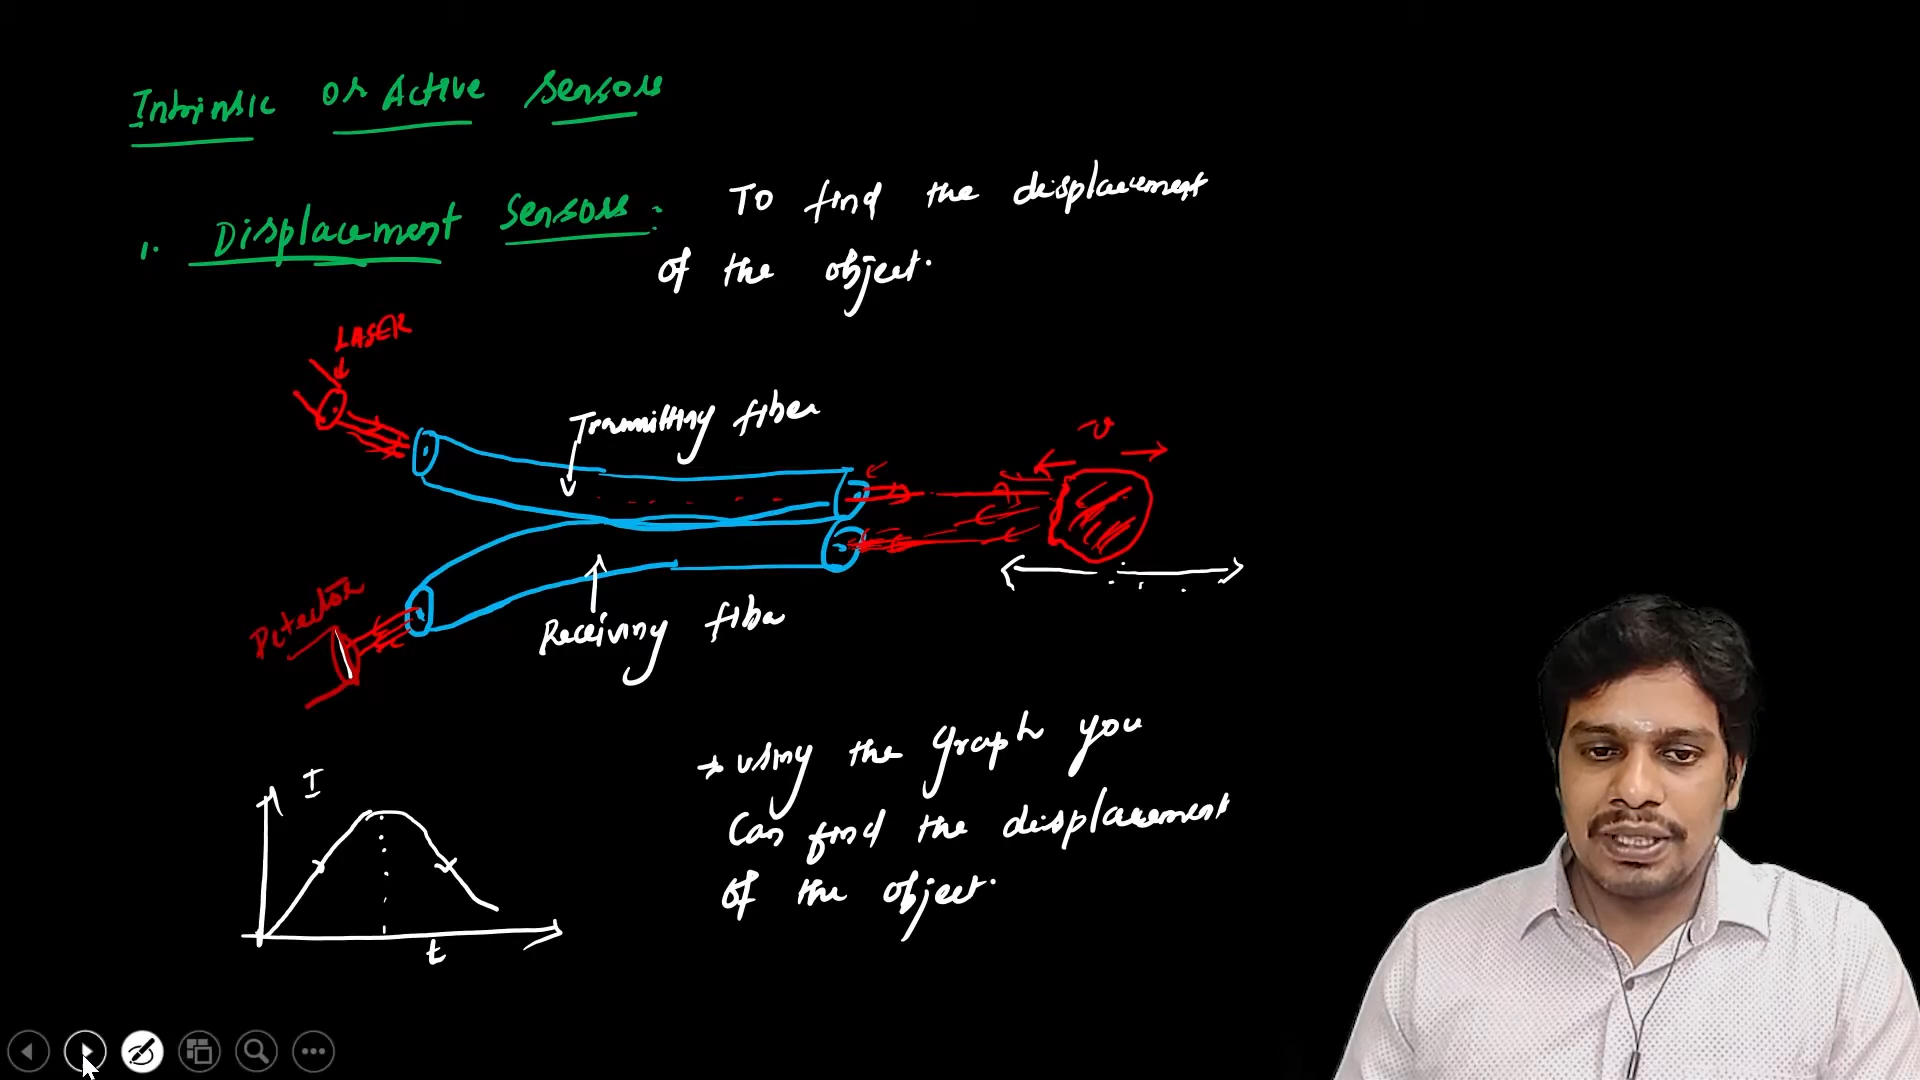 Intrinsic or Active Sensors
1. Displacement Sensors: To find the displacement
of the object.
LASER
Transmitting fiber
v
Detector
Receiving fiber
I
t
→ using the graph you
Can find the displacement
of the object.